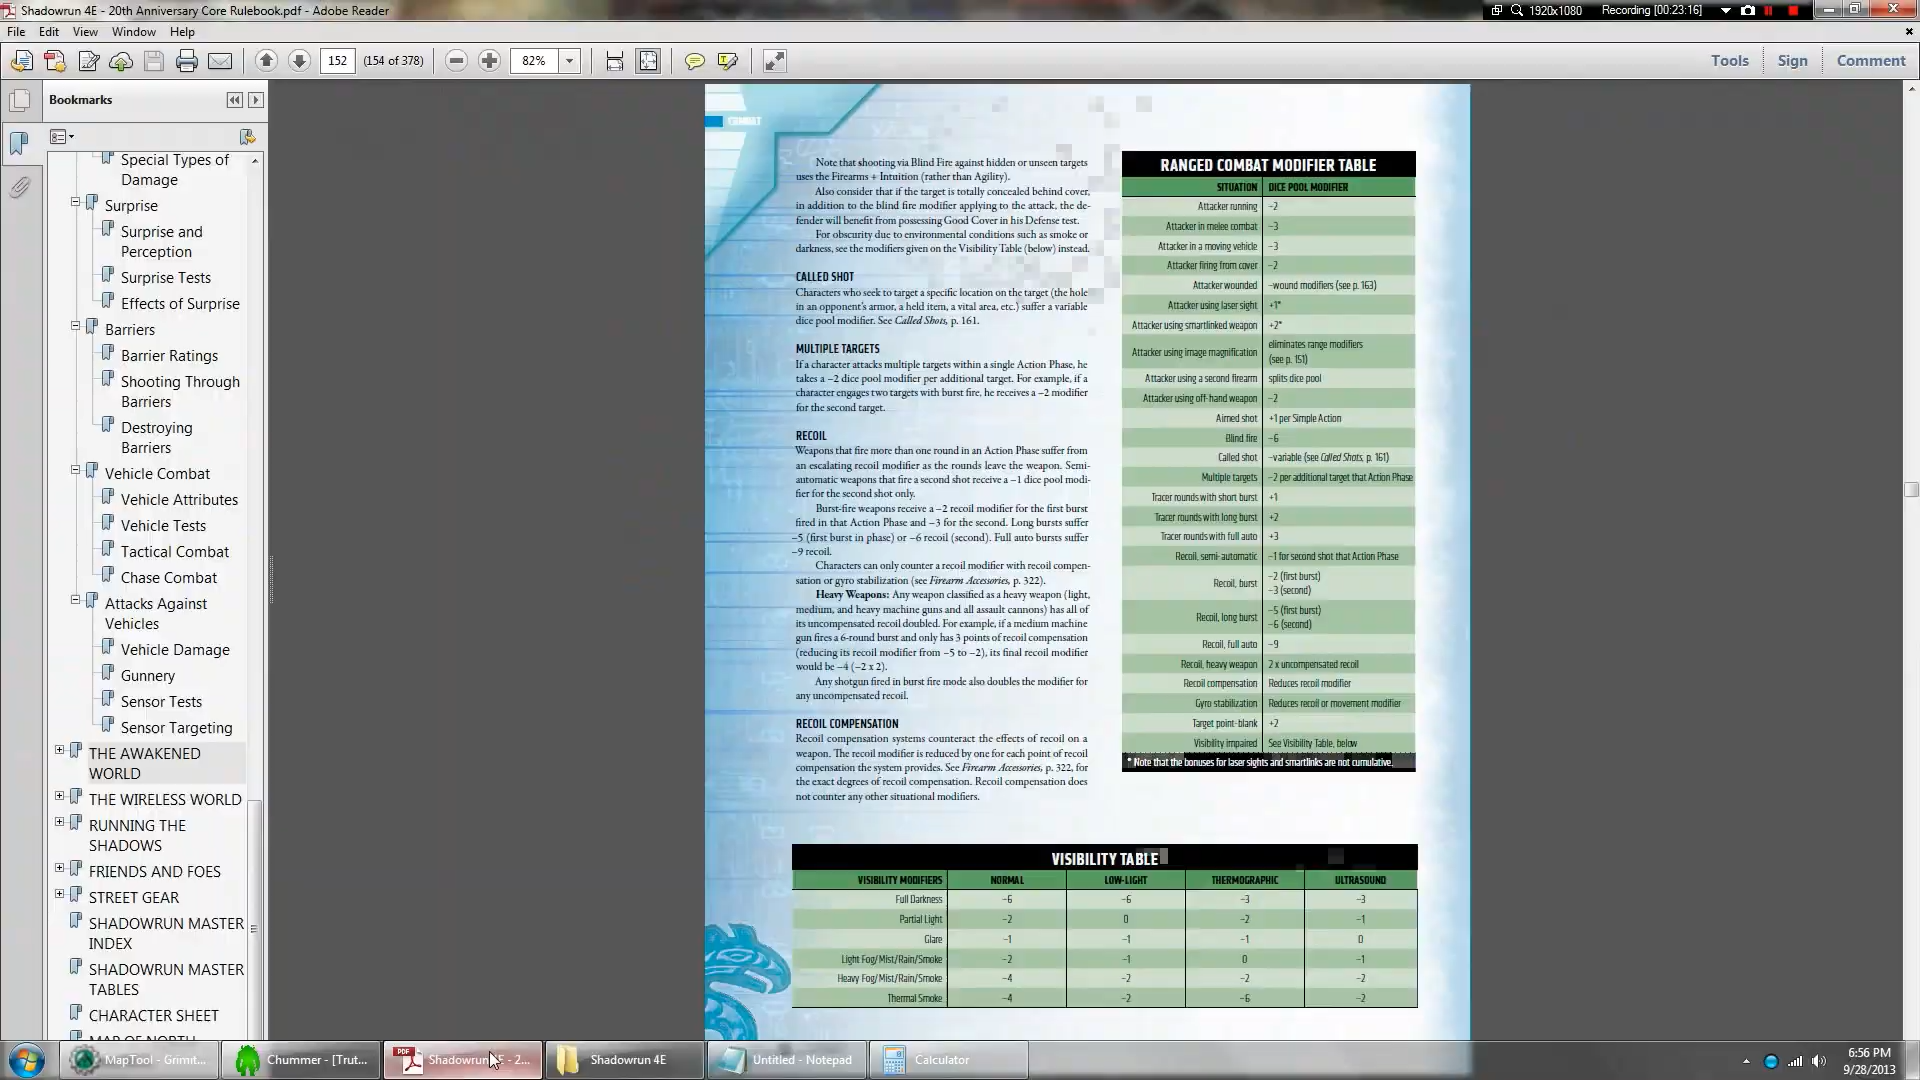 Shadowrun 4E - 20th Anniversary Core Rulebook.pdf - Adobe Reader
1920x1080
Recording [00:23:16]
File Edit View Window Help
152 (154 of 378) 82%
Tools Sign Comment
Bookmarks
Special Types of
Damage
Surprise
Surprise and
Perception
Surprise Tests
Effects of Surprise
Barriers
Barrier Ratings
Shooting Through
Barriers
Destroying
Barriers
Vehicle Combat
Vehicle Attributes
Vehicle Tests
Tactical Combat
Chase Combat
Attacks Against
Vehicles
Vehicle Damage
Gunnery
Sensor Tests
Sensor Targeting
THE AWAKENED
WORLD
THE WIRELESS WORLD
RUNNING THE
SHADOWS
FRIENDS AND FOES
STREET GEAR
SHADOWRUN MASTER
INDEX
SHADOWRUN MASTER
TABLES
CHARACTER SHEET
MAP OF NORTH
COMBAT
Note that shooting via Blind Fire against hidden or unseen targets
uses the Firearms + Intuition (rather than Agility).
Also consider that if the target is totally concealed behind cover,
in addition to the blind fire modifier applying to the attack, the de-
fender will benefit from possessing Good Cover in his Defense test.
For obscurity due to environmental conditions such as smoke or
darkness, see the modifiers given on the Visibility Table (below) instead.
CALLED SHOT
Characters who seek to target a specific location on the target (the hole
in an opponent's armor, a held item, a vital area, etc.) suffer a variable
dice pool modifier. See Called Shots, p. 161.
MULTIPLE TARGETS
If a character attacks multiple targets within a single Action Phase, he
takes a –2 dice pool modifier per additional target. For example, if a
character engages two targets with burst fire, he receives a –2 modifier
for the second target.
RECOIL
Weapons that fire more than one round in an Action Phase suffer from
an escalating recoil modifier as the rounds leave the weapon. Semi-
automatic weapons that fire a second shot receive a –1 dice pool modi-
fier for the second shot only.
Burst-fire weapons receive a –2 recoil modifier for the first burst
fired in that Action Phase and –3 for the second. Long bursts suffer
–5 (first burst in phase) or –6 recoil (second). Full auto bursts suffer
–9 recoil.
Characters can only counter a recoil modifier with recoil compen-
sation or gyro stabilization (see Firearm Accessories, p. 322).
Heavy Weapons: Any weapon classified as a heavy weapon (light,
medium, and heavy machine guns and all assault cannons) has all of
its uncompensated recoil doubled. For example, if a medium machine
gun fires a 6-round burst and only has 3 points of recoil compensation
(reducing its recoil modifier from –5 to –2), its final recoil modifier
would be –4 (–2 x 2).
Any shotgun fired in burst fire mode also doubles the modifier for
any uncompensated recoil.
RECOIL COMPENSATION
Recoil compensation systems counteract the effects of recoil on a
weapon. The recoil modifier is reduced by one for each point of recoil
compensation the system provides. See Firearm Accessories, p. 322, for
the exact degrees of recoil compensation. Recoil compensation does
not counter any other situational modifiers.
RANGED COMBAT MODIFIER TABLE
SITUATION DICE POOL MODIFIER
Attacker running –2
Attacker in melee combat –3
Attacker in a moving vehicle –3
Attacker firing from cover –2
Attacker wounded –wound modifiers (see p. 163)
Attacker using laser sight +1*
Attacker using smartlinked weapon +2*
Attacker using image magnification eliminates range modifiers
(see p. 151)
Attacker using a second firearm splits dice pool
Attacker using off-hand weapon –2
Aimed shot +1 per Simple Action
Blind fire –6
Called shot –variable (see Called Shots, p. 161)
Multiple targets –2 per additional target that Action Phase
Tracer rounds with short burst +1
Tracer rounds with long burst +2
Tracer rounds with full auto +3
Recoil, semi-automatic –1 for second shot that Action Phase
Recoil, burst –2 (first burst)
–3 (second)
Recoil, long burst –5 (first burst)
–6 (second)
Recoil, full auto –9
Recoil, heavy weapon 2 x uncompensated recoil
Recoil compensation Reduces recoil modifier
Gyro stabilization Reduces recoil or movement modifier
Target point-blank +2
Visibility impaired See Visibility Table, below
* Note that the bonuses for laser sights and smartlinks are not cumulative.
VISIBILITY TABLE
VISIBILITY MODIFIERS NORMAL LOW-LIGHT THERMOGRAPHIC ULTRASOUND
Full Darkness –6 –6 –3 –3
Partial Light –2 0 –2 –1
Glare –1 –1 –1 0
Light Fog/Mist/Rain/Smoke –2 –1 0 –1
Heavy Fog/Mist/Rain/Smoke –4 –2 –2 –2
Thermal Smoke –4 –2 –6 –2
MapTool - Grimit...
Chummer - [Trut...
Shadowrun 4E - 2...
Shadowrun 4E
Untitled - Notepad
Calculator
6:56 PM
9/28/2013